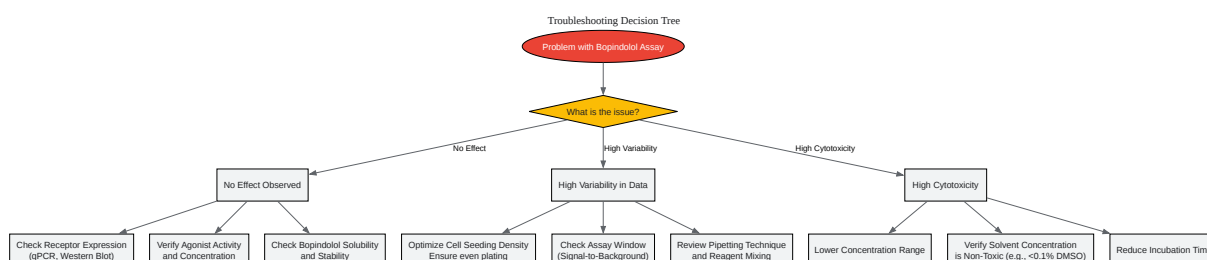 Troubleshooting Decision Tree
Problem with Bopindolol Assay
What is the issue?
No Effect
High Variability
High Cytotoxicity
No Effect Observed
High Variability in Data
High Cytotoxicity
Check Receptor Expression
(qPCR, Western Blot)
Verify Agonist Activity
and Concentration
Check Bopindolol Solubility
and Stability
Optimize Cell Seeding Density
Ensure even plating
Check Assay Window
(Signal-to-Background)
Review Pipetting Technique
and Reagent Mixing
Lower Concentration Range
Verify Solvent Concentration
is Non-Toxic (e.g., <0.1% DMSO)
Reduce Incubation Tim